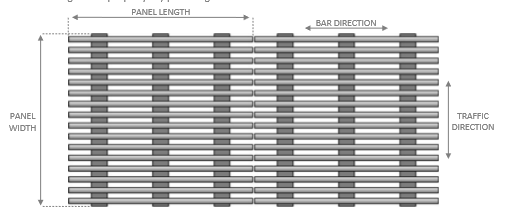 PANEL LENGTH
BAR DIRECTION
PANEL
WIDTH
TRAFFIC
DIRECTION